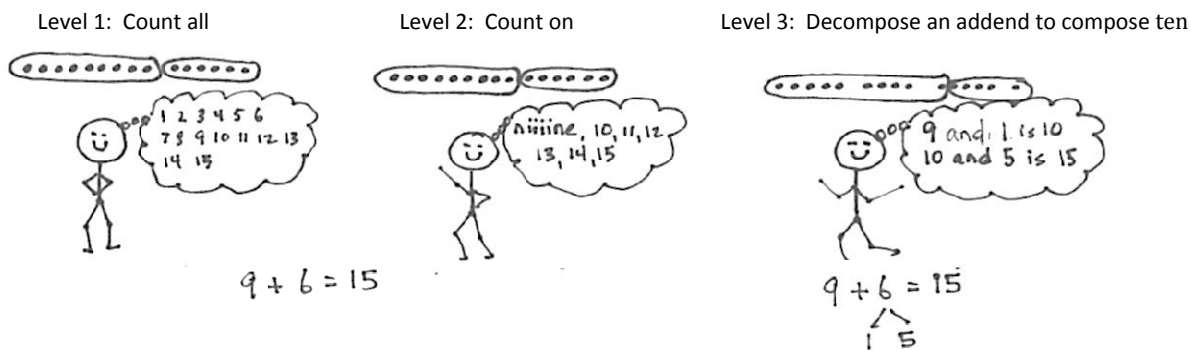 Level 1: Count all
Level 2: Count on
Level 3: Decompose an addend to compose ten
1 2 3 4 5 6
7 8 9 10 11 12 13
14 15
niiiine, 10, 11, 12
13, 14, 15
9 and 1 is 10
10 and 5 is 15
9 + 6 = 15
9 + 6 = 15
1 5